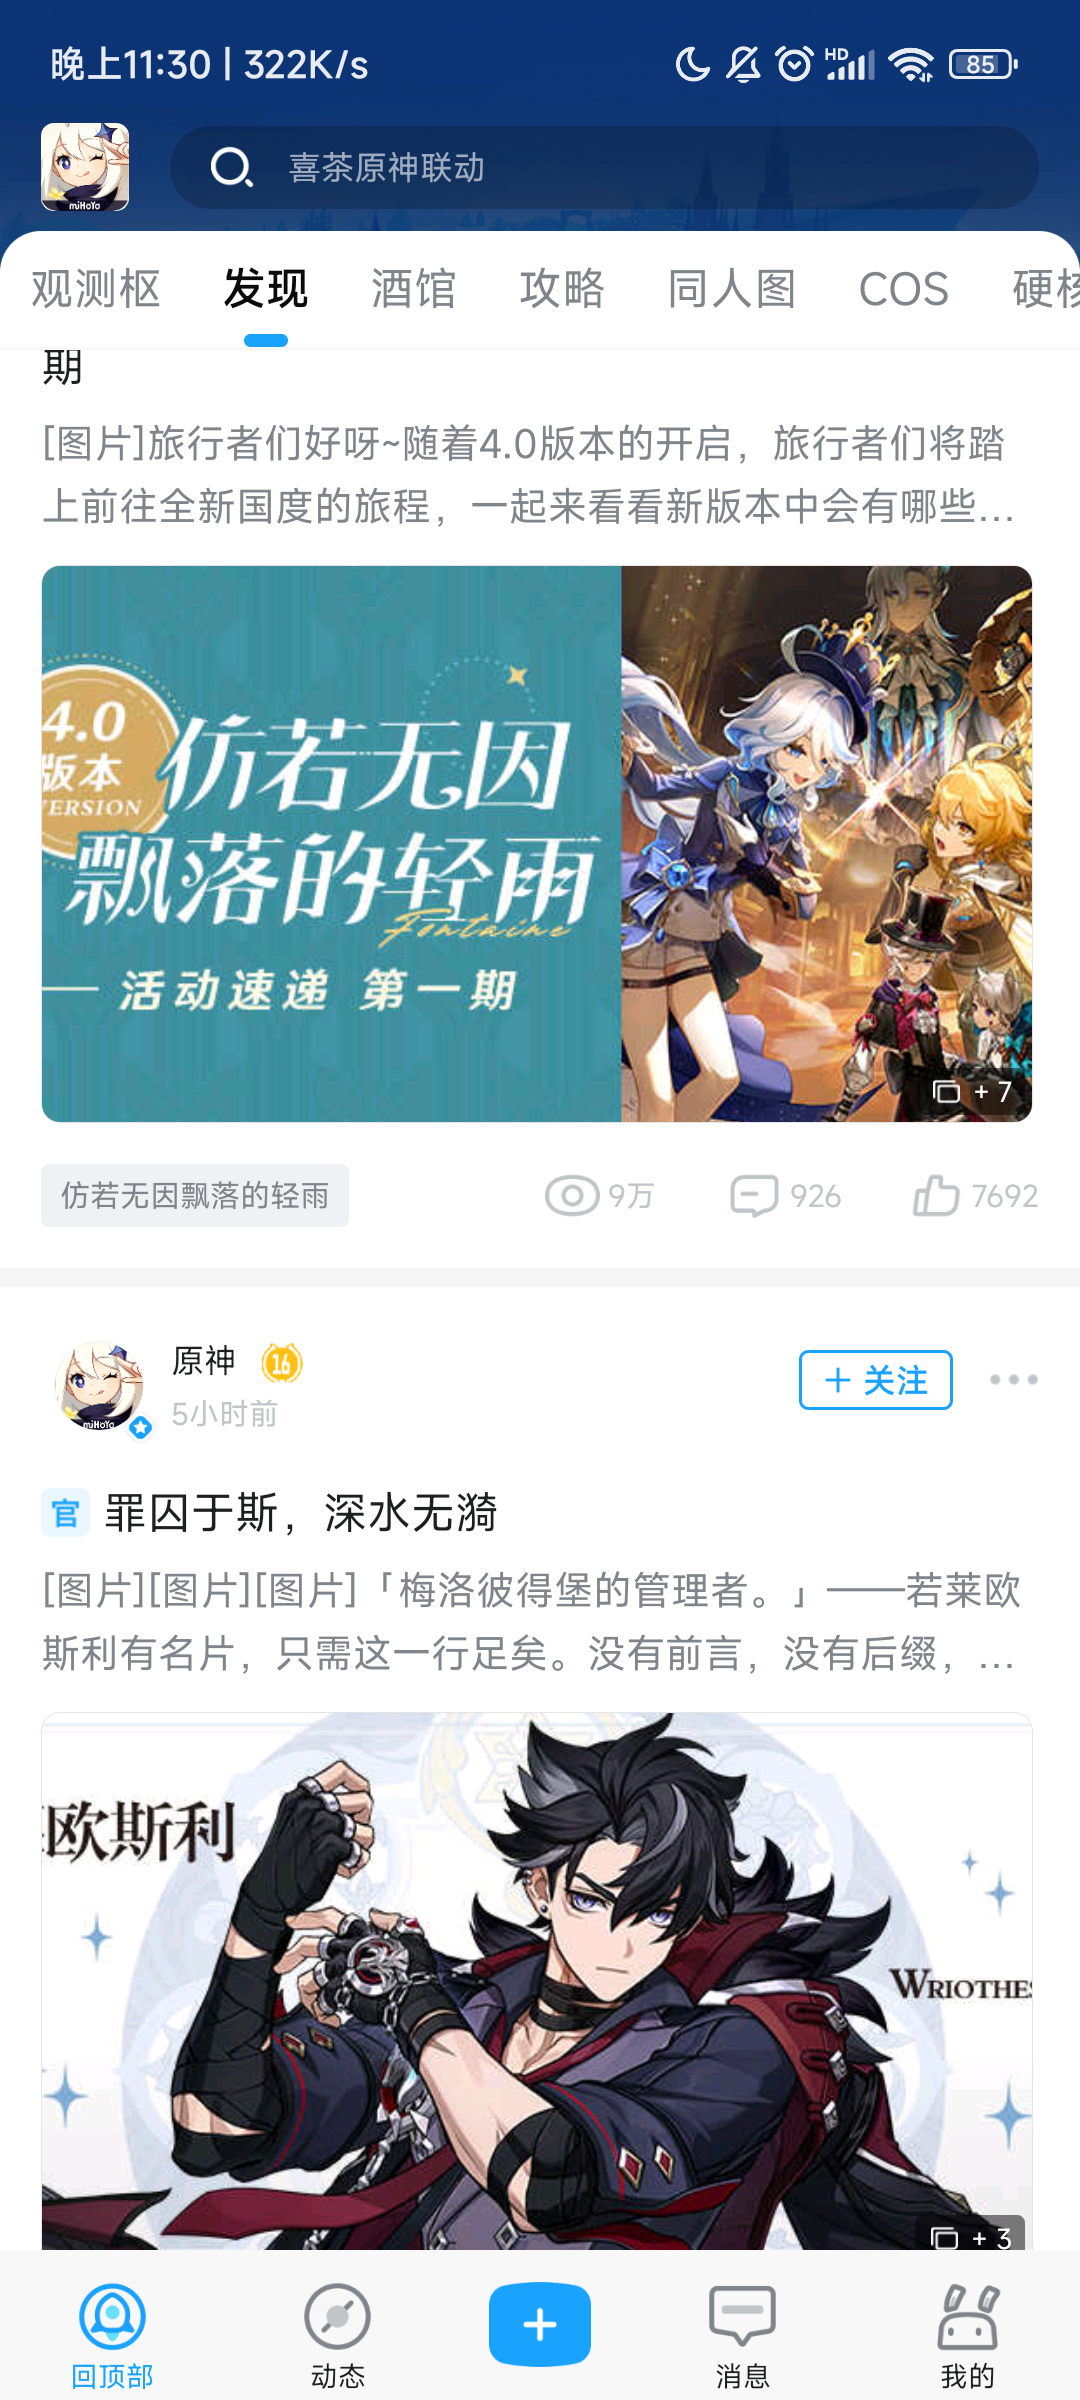 晚上11:30 | 322K/s
HD
85
miHoYo
喜茶原神联动
观测枢 发现 酒馆 攻略 同人图 COS 硬核
期
[图片]旅行者们好呀~随着4.0版本的开启，旅行者们将踏
上前往全新国度的旅程，一起来看看新版本中会有哪些...
4.0
版本
VERSION
仿若无因
飘落的轻雨
Fontaine
活动速递 第一期
+ 7
仿若无因飘落的轻雨
9万
926
7692
原神
16
5小时前
miHoYo
+ 关注
官 罪囚于斯，深水无漪
[图片][图片][图片]「梅洛彼得堡的管理者。」——若莱欧
斯利有名片，只需这一行足矣。没有前言，没有后缀，...
欧斯利
WRIOTHES
+ 3
回顶部
动态
消息
我的